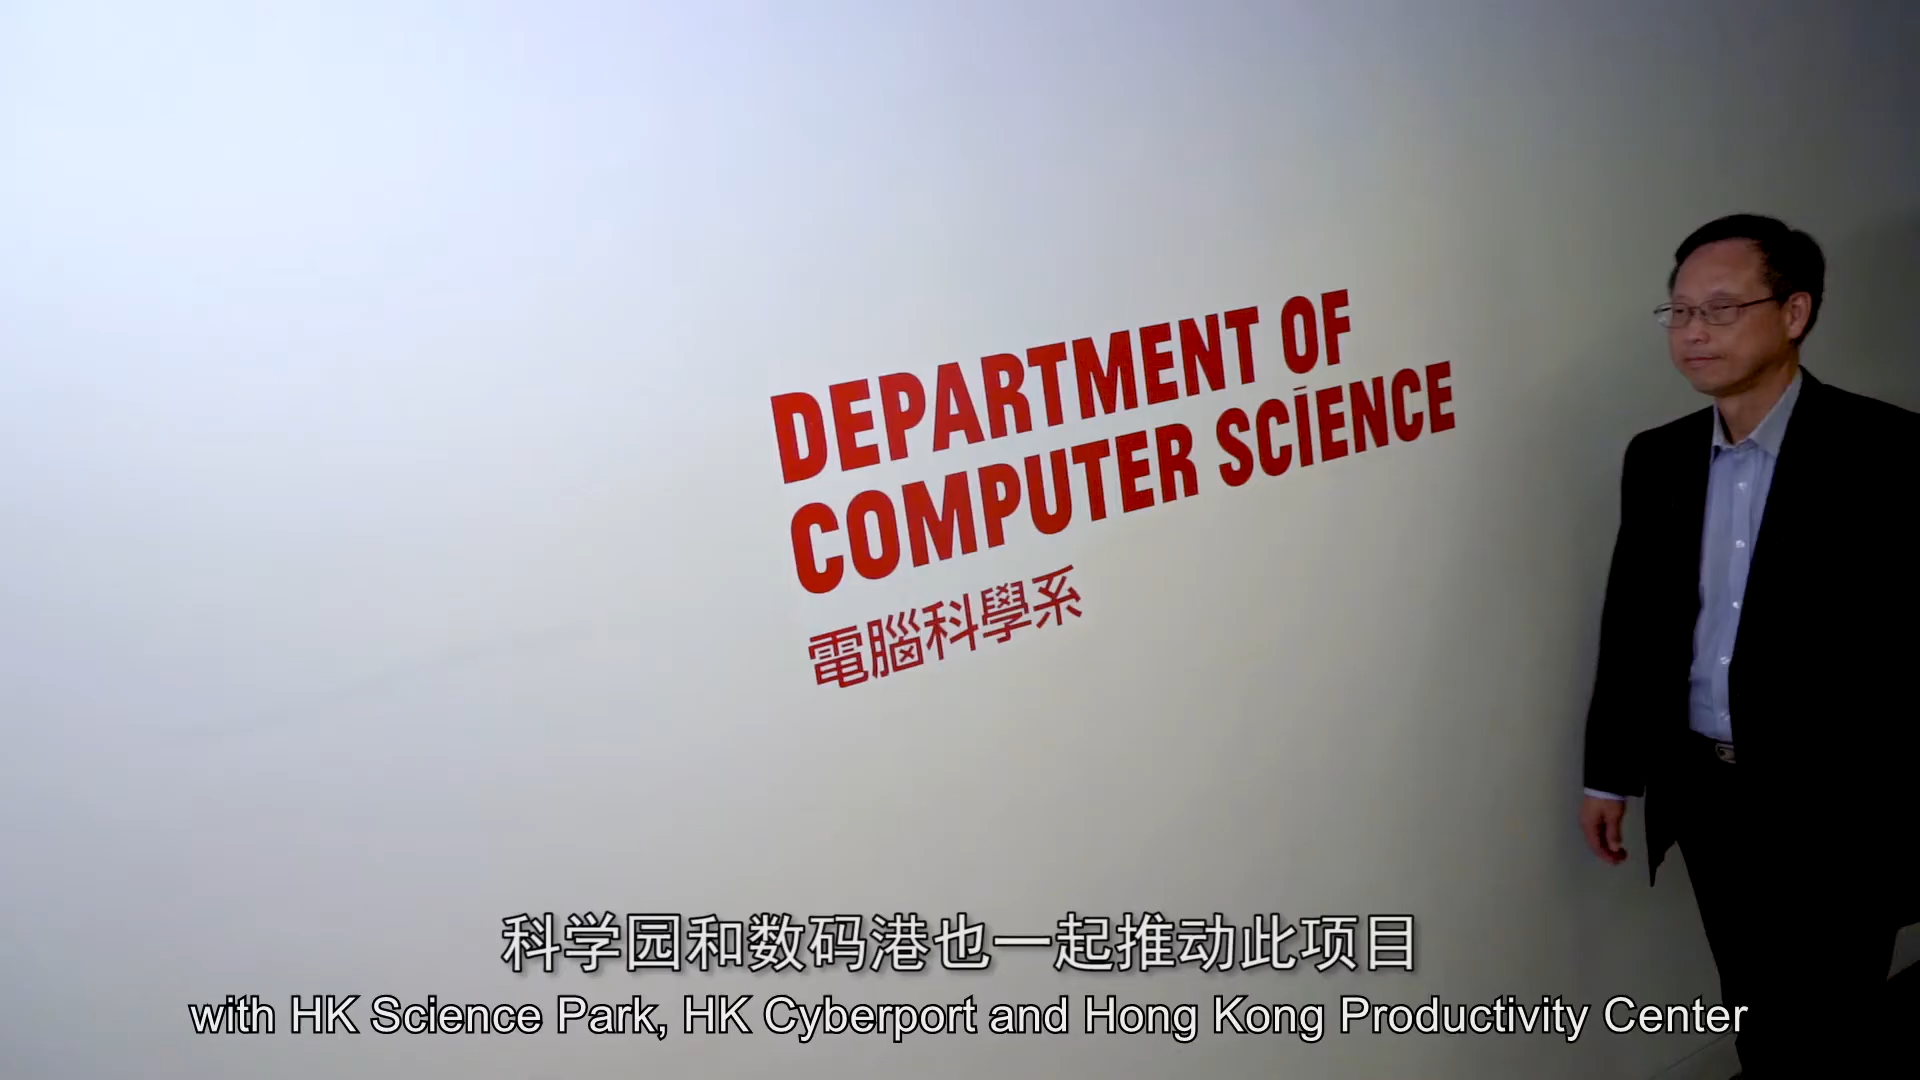 DEPARTMENT OF
COMPUTER SCIENCE
電腦科學系
科学园和数码港也一起推动此项目
with HK Science Park, HK Cyberport and Hong Kong Productivity Center